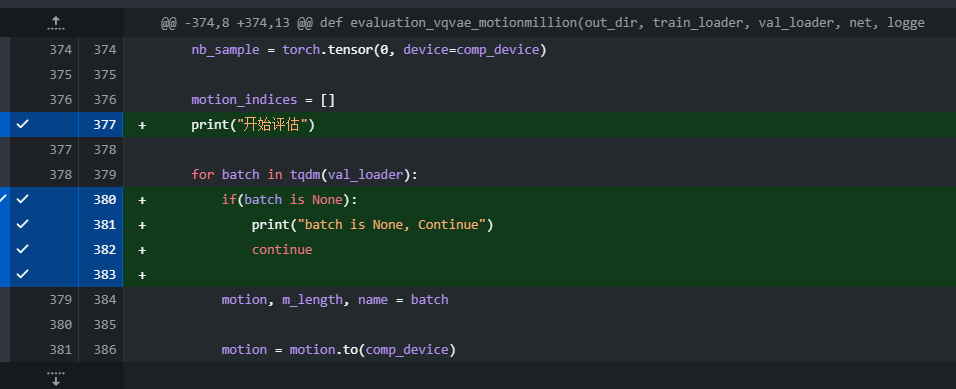 @@ -374,8 +374,13 @@ def evaluation_vqvae_motionmillion(out_dir, train_loader, val_loader, net, logge
374 374 nb_sample = torch.tensor(0, device=comp_device)
375 375
376 376 motion_indices = []
377 + print("开始评估")
377 378
378 379 for batch in tqdm(val_loader):
380 + if(batch is None):
381 + print("batch is None, Continue")
382 + continue
383 +
379 384 motion, m_length, name = batch
380 385
381 386 motion = motion.to(comp_device)